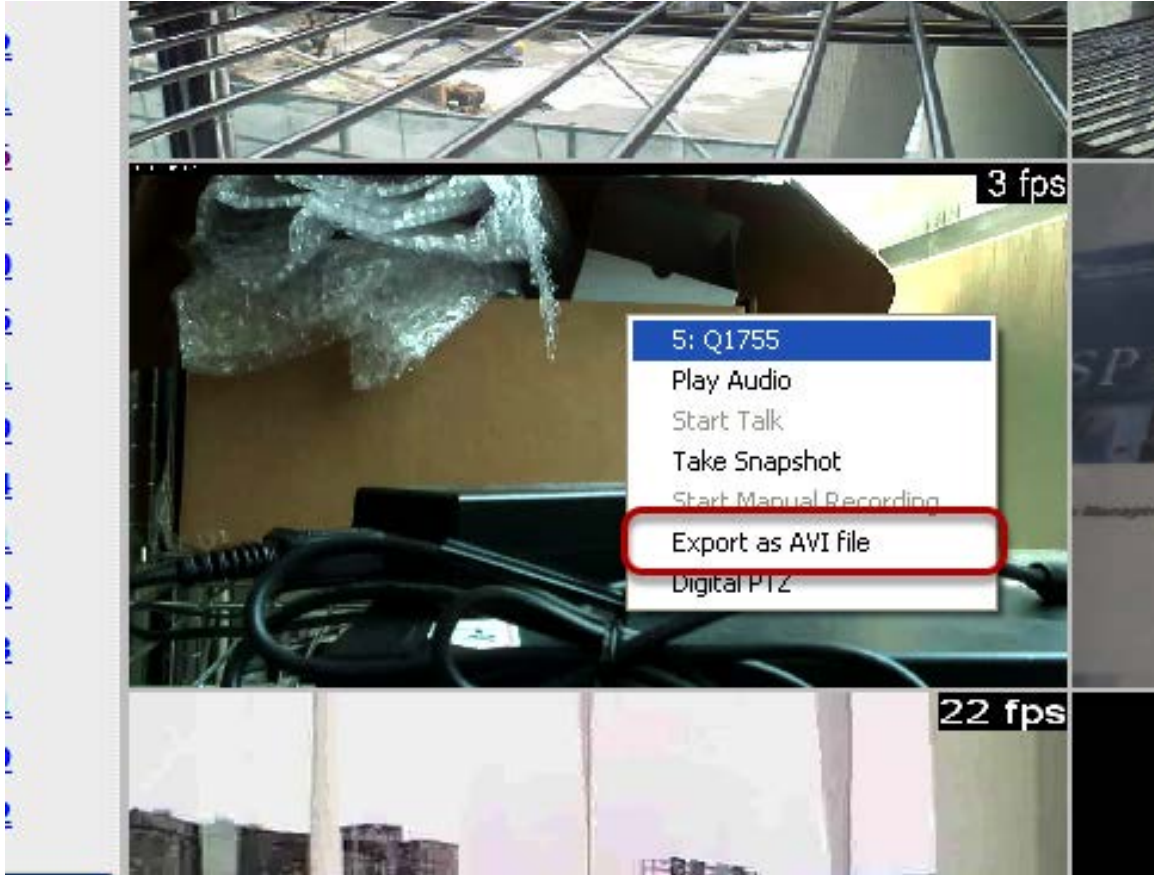 3 fps
5: Q1755
Play Audio
Start Talk
Take Snapshot
Start Manual Recording
Export as AVI file
Digital PTZ
SP
22 fps